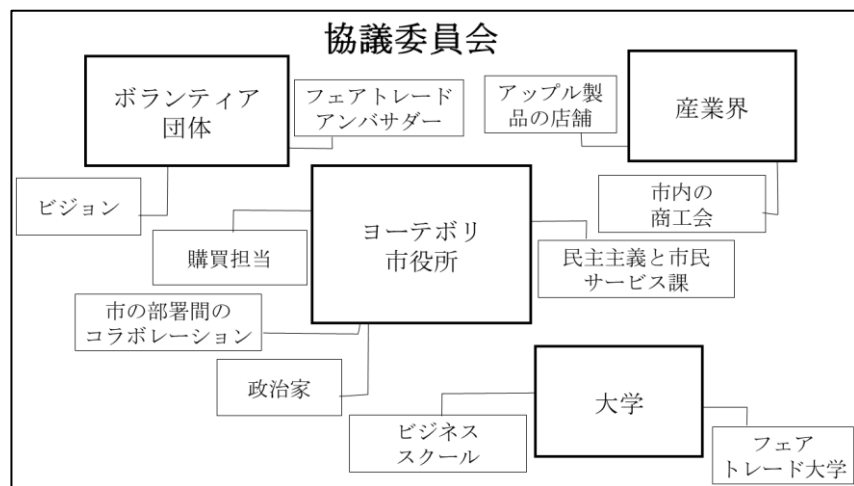 協議委員会
ボランティア
団体
フェアトレード
アンバサダー
アップル製
品の店舗
産業界
ビジョン
市内の
商工会
ヨーテボリ
市役所
購買担当
民主主義と市民
サービス課
市の部署間の
コラボレーション
政治家
大学
ビジネス
スクール
フェア
トレード大学